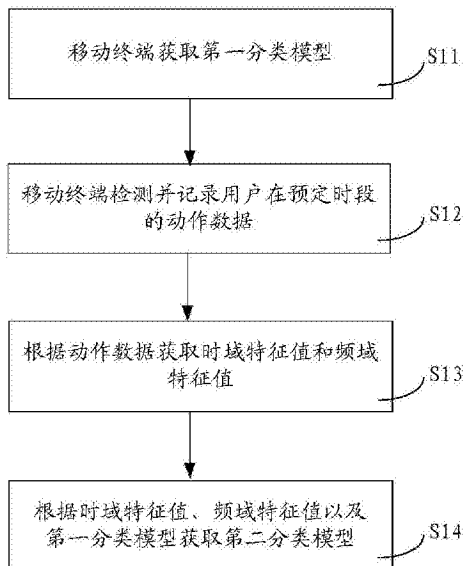 移动终端获取第一分类模型
S11
移动终端检测并记录用户在预定时段
的动作数据
S12
根据动作数据获取时域特征值和频域
特征值
S13
根据时域特征值、频域特征值以及
第一分类模型获取第二分类模型
S14